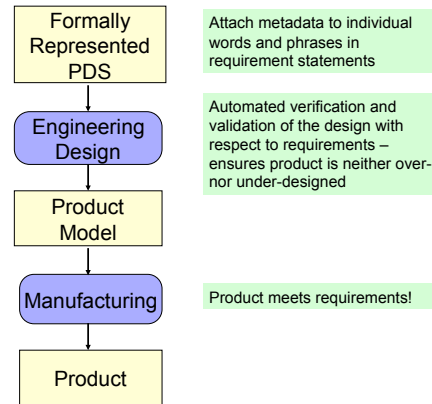 Formally
Represented
PDS
Attach metadata to individual
words and phrases in
requirement statements
Engineering
Design
Automated verification and
validation of the design with
respect to requirements –
ensures product is neither over-
nor under-designed
Product
Model
Manufacturing
Product meets requirements!
Product